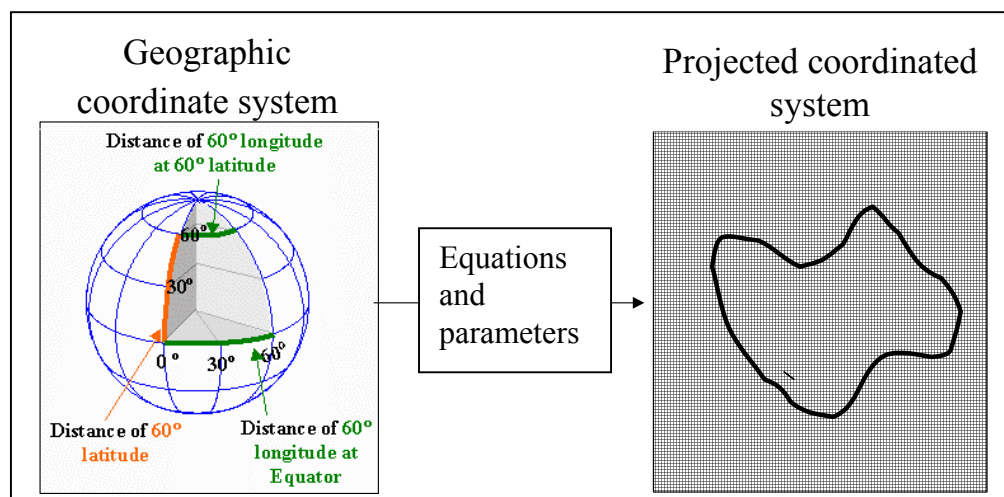 Geographic
coordinate system
Distance of 60° longitude
at 60° latitude
60°
30°
0°
30°
60°
Distance of 60°
latitude
Distance of 60°
longitude at
Equator
Equations
and
parameters
Projected coordinated
system